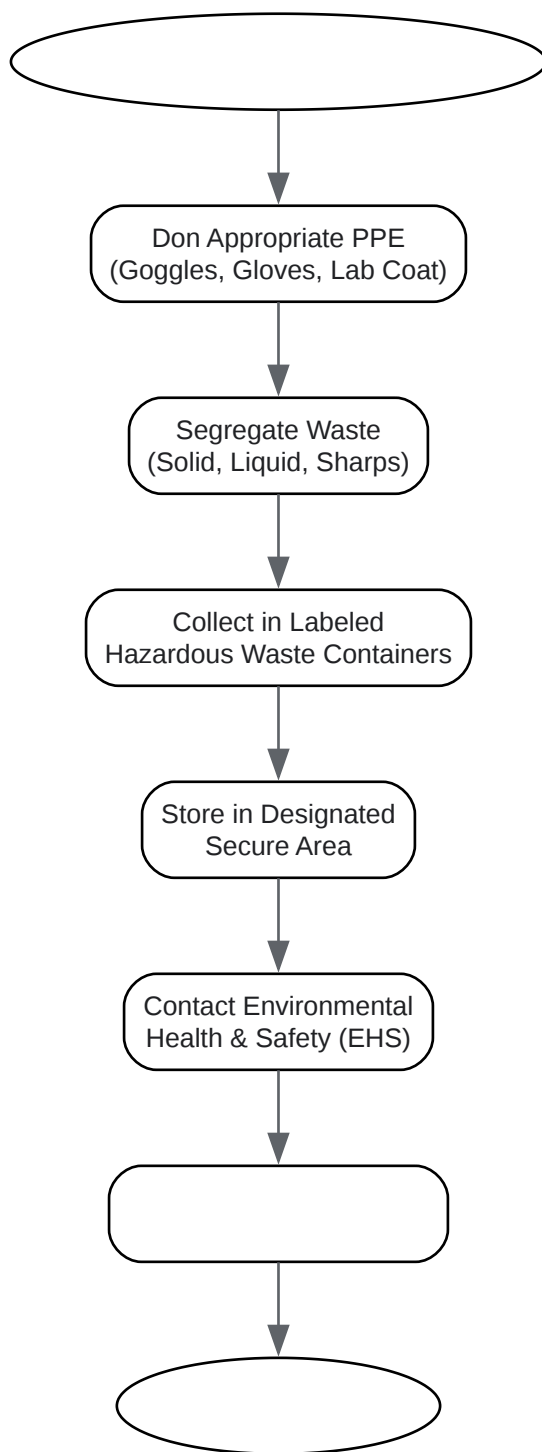 Don Appropriate PPE
(Goggles, Gloves, Lab Coat)
Segregate Waste
(Solid, Liquid, Sharps)
Collect in Labeled
Hazardous Waste Containers
Store in Designated
Secure Area
Contact Environmental
Health & Safety (EHS)